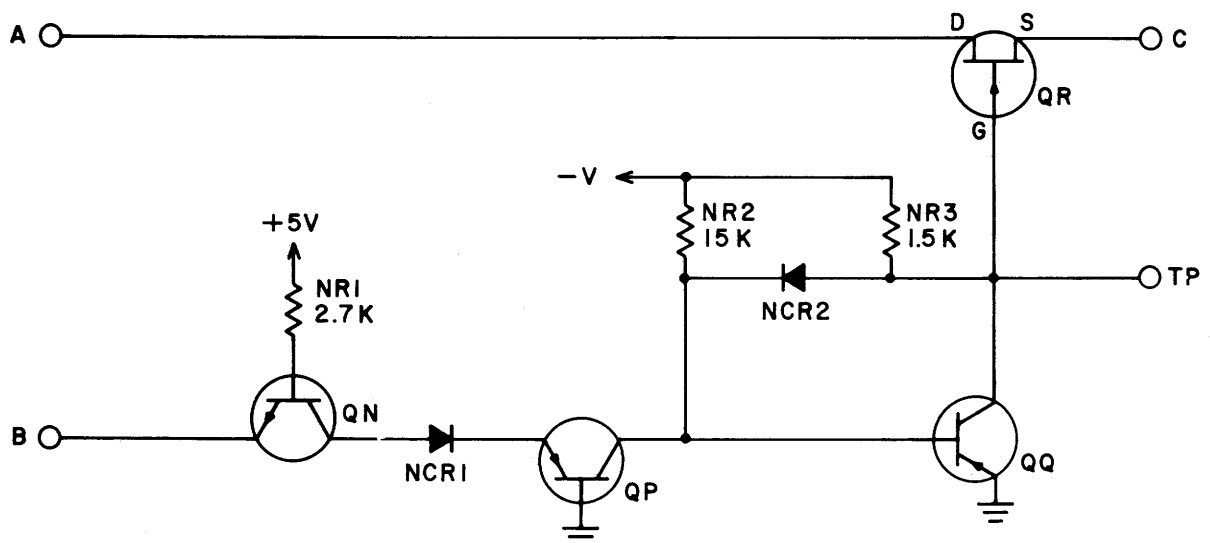 A
D
S
C
QR
G
-V
NR2
15K
NR3
1.5K
+5V
NR1
2.7K
NCR2
TP
B
QN
NCR1
QP
QQ